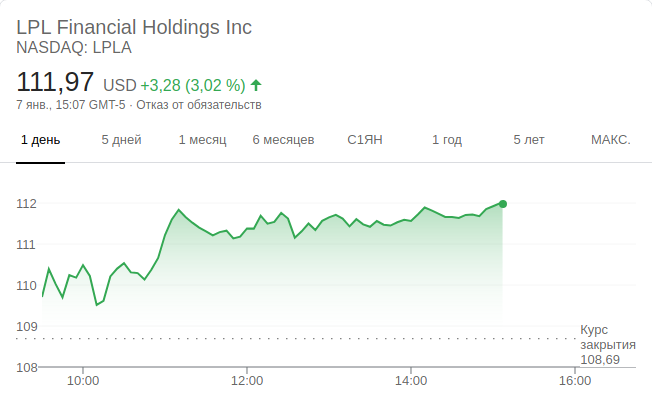 LPL Financial Holdings Inc
NASDAQ: LPLA
111,97 USD +3,28 (3,02 %)
7 янв., 15:07 GMT-5 · Отказ от обязательств
1 день 5 дней 1 месяц 6 месяцев С1ЯН 1 год 5 лет МАКС.
112
111
110
109
Курс
закрытия
108,69
108
10:00 12:00 14:00 16:00